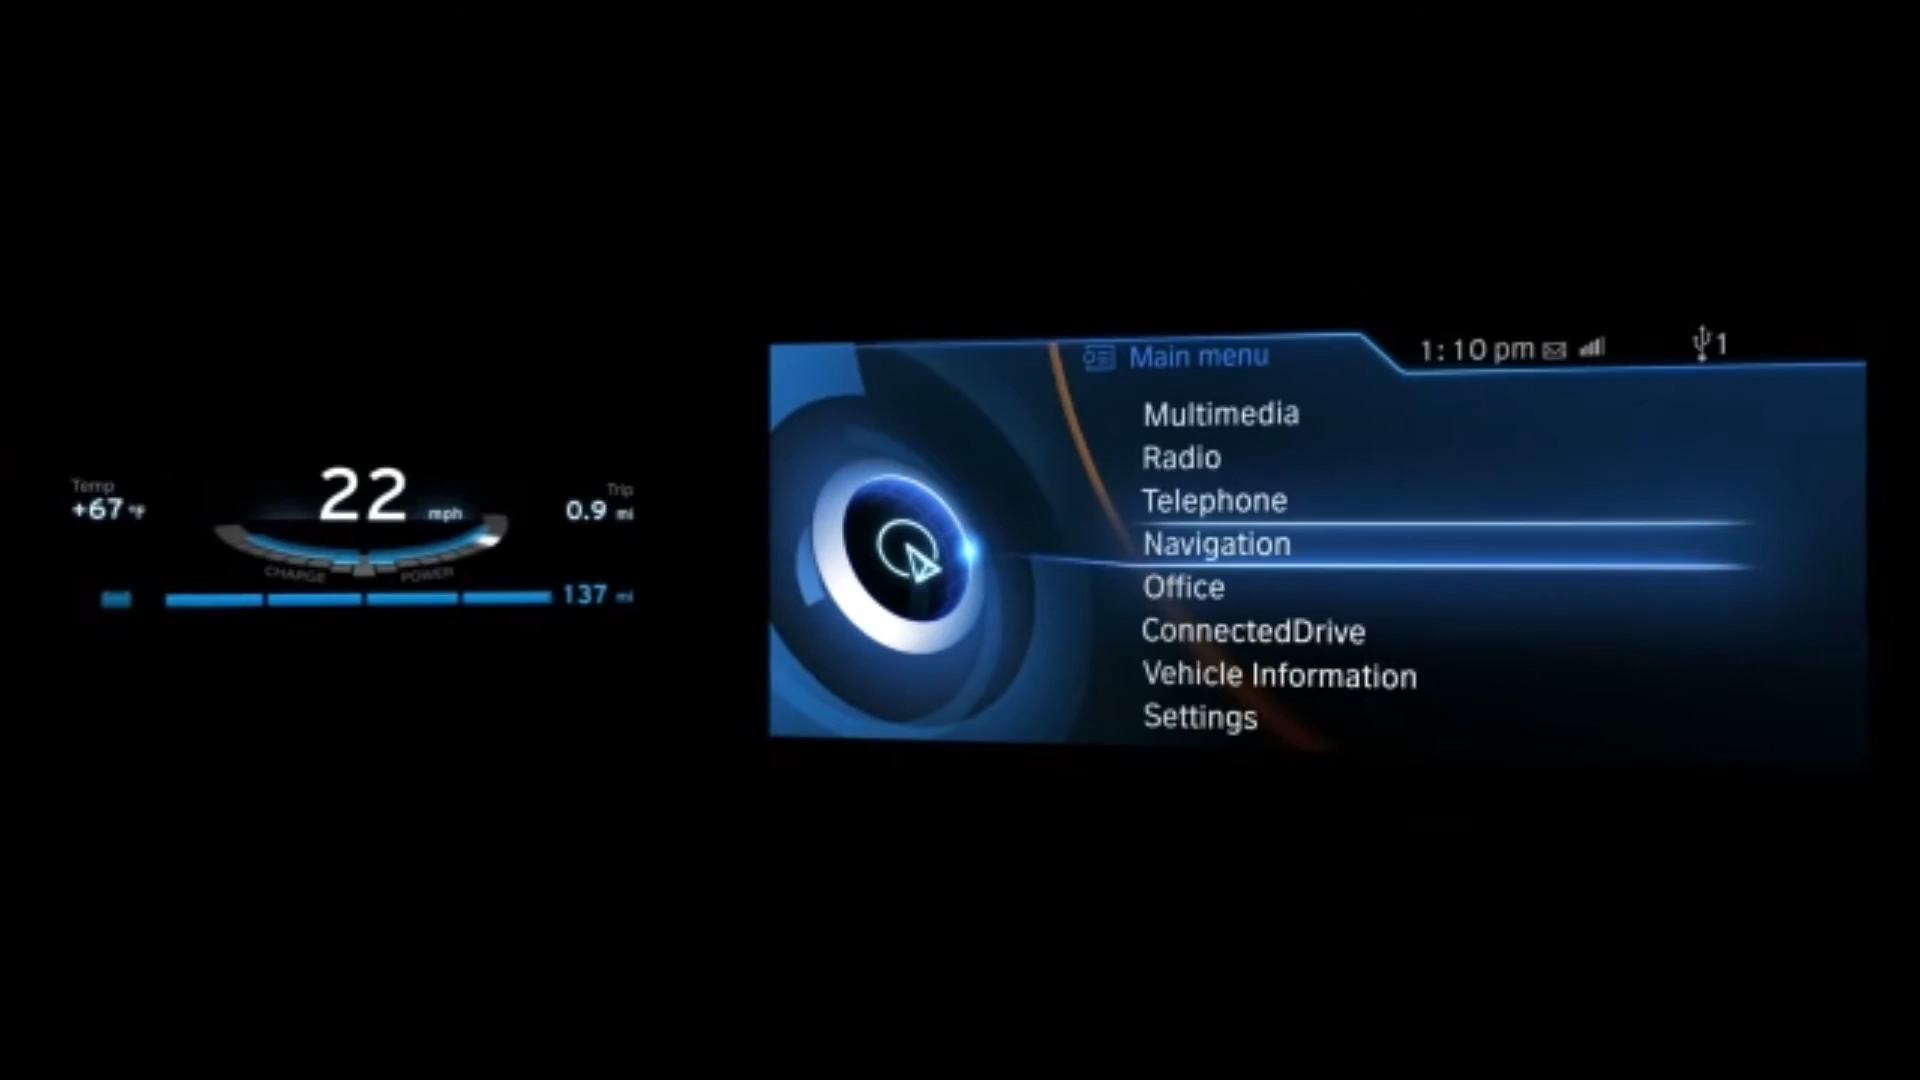 Temp
+67 °F
22 mph
Trip
0.9 mi
CHARGE
POWER
137 mi
Main menu
1:10 pm
1
Multimedia
Radio
Telephone
Navigation
Office
ConnectedDrive
Vehicle Information
Settings